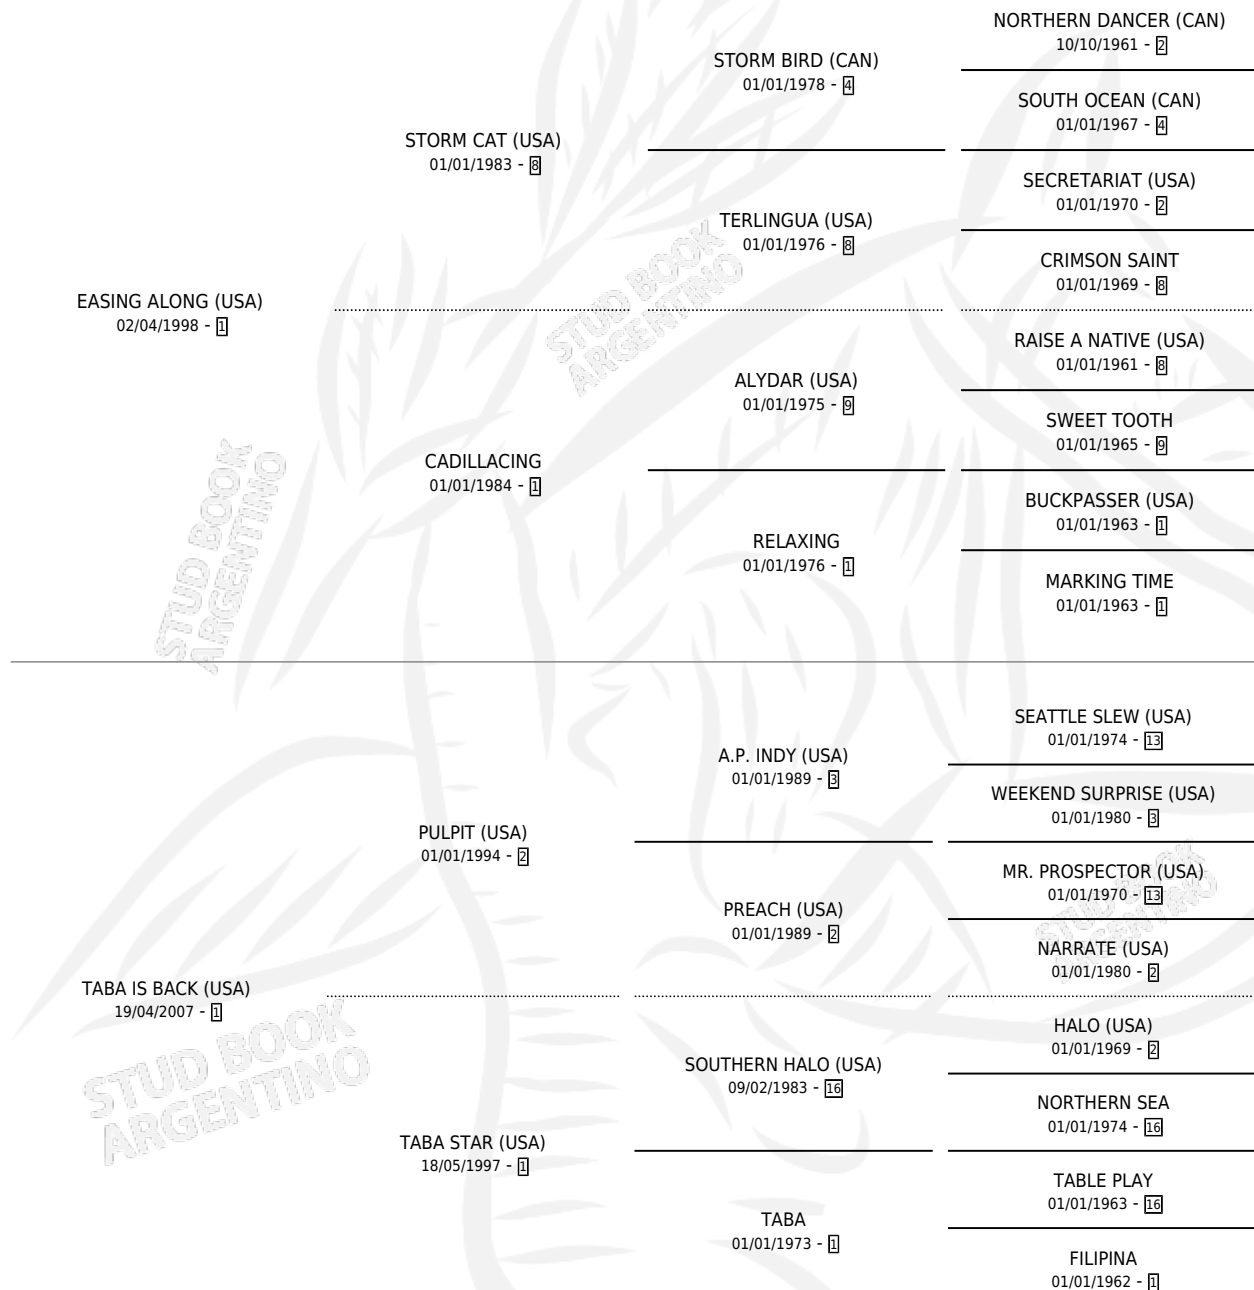 NORTHERN DANCER (CAN)
10/10/1961 - 2
STORM BIRD (CAN)
01/01/1978 - 4
SOUTH OCEAN (CAN)
01/01/1967 - 4
STORM CAT (USA)
01/01/1983 - 8
SECRETARIAT (USA)
01/01/1970 - 2
TERLINGUA (USA)
01/01/1976 - 8
CRIMSON SAINT
01/01/1969 - 8
EASING ALONG (USA)
02/04/1998 - 1
RAISE A NATIVE (USA)
01/01/1961 - 8
ALYDAR (USA)
01/01/1975 - 9
SWEET TOOTH
01/01/1965 - 9
CADILLACING
01/01/1984 - 1
BUCKPASSER (USA)
01/01/1963 - 1
RELAXING
01/01/1976 - 1
MARKING TIME
01/01/1963 - 1
SEATTLE SLEW (USA)
01/01/1974 - 13
A.P. INDY (USA)
01/01/1989 - 3
WEEKEND SURPRISE (USA)
01/01/1980 - 3
PULPIT (USA)
01/01/1994 - 2
MR. PROSPECTOR (USA)
01/01/1970 - 13
PREACH (USA)
01/01/1989 - 2
NARRATE (USA)
01/01/1980 - 2
TABA IS BACK (USA)
19/04/2007 - 1
HALO (USA)
01/01/1969 - 2
SOUTHERN HALO (USA)
09/02/1983 - 16
NORTHERN SEA
01/01/1974 - 16
TABA STAR (USA)
18/05/1997 - 1
TABLE PLAY
01/01/1963 - 16
TABA
01/01/1973 - 1
FILIPINA
01/01/1962 - 1
STUD BOOK
ARGENTINO
STUD BOOK
ARGENTINO
STUD BOOK
ARGENTINO
STUD BOOK
ARGENTINO